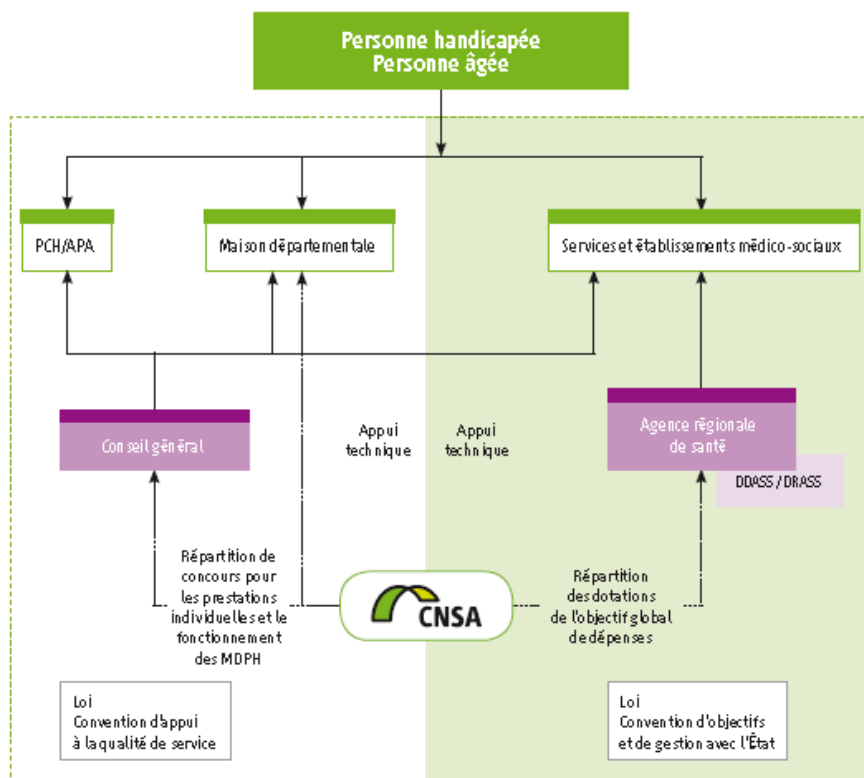 Personne handicapée
Personne âgée
PCH/APA
Maison départementale
Services et établissements médico-sociaux
Conseil général
Appui
technique
Appui
technique
Agence régionale
de santé
DDASS / DRASS
Répartition de
concours pour
les prestations
individuelles et le
fonctionnement
des MDPH
CNSA
Répartition
des dotations
de l'objectif global
de dépenses
Loi
Convention d'appui
à la qualité de service
Loi
Convention d'objectifs
et de gestion avec l'État